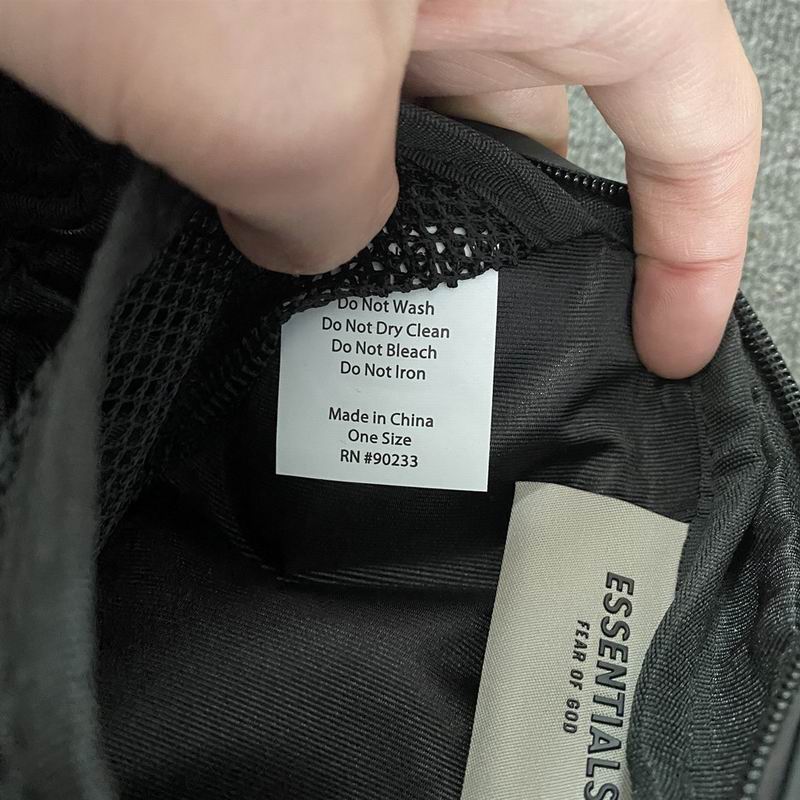 Do Not Wash
Do Not Dry Clean
Do Not Bleach
Do Not Iron
Made in China
One Size
RN #90233
ESSENTIALS
FEAR OF GOD